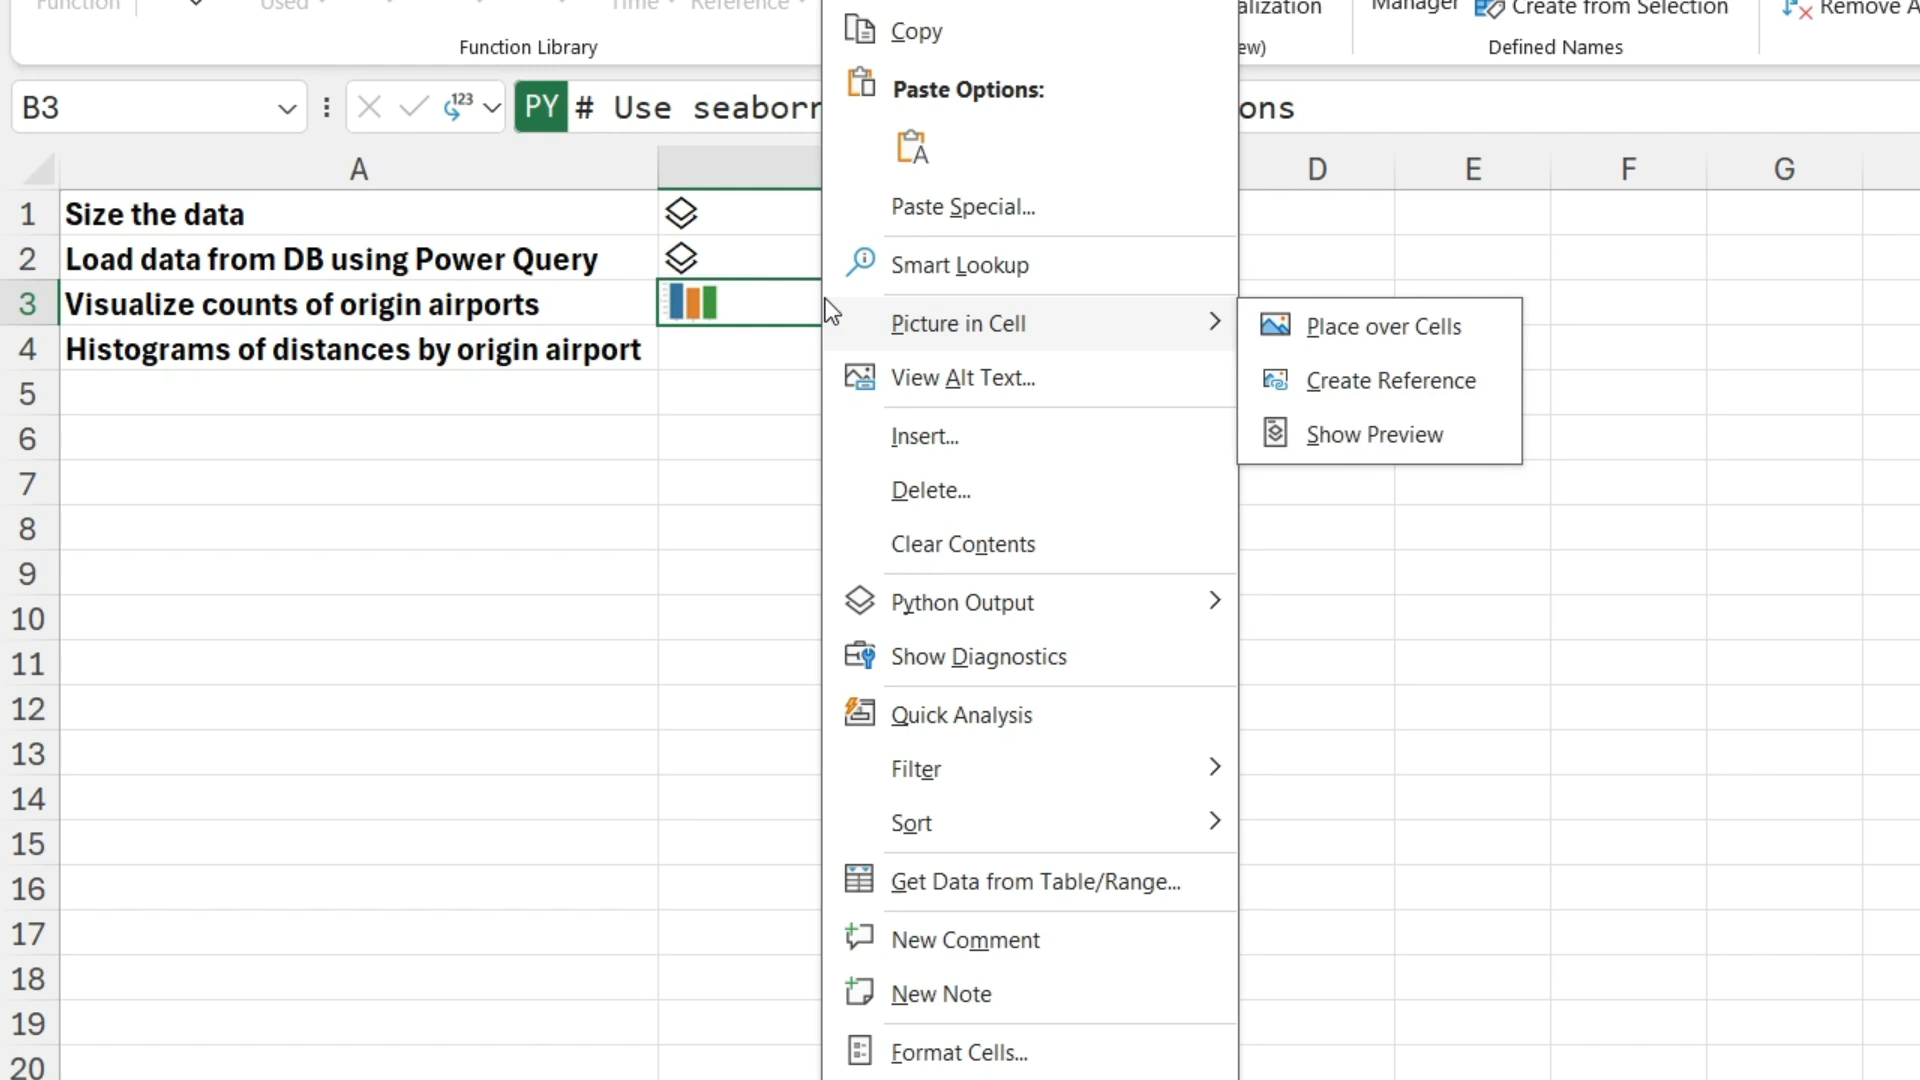 Function
Used
Time
Reference
Function Library
alization
ew)
Manager
Create from Selection
Defined Names
Remove A
B3
PY
# Use seaborn
ons
A
D
E
F
G
1
Size the data
2
Load data from DB using Power Query
3
Visualize counts of origin airports
4
Histograms of distances by origin airport
5
6
7
8
9
10
11
12
13
14
15
16
17
18
19
20
Copy
Paste Options:
Paste Special...
Smart Lookup
Picture in Cell
View Alt Text...
Insert...
Delete...
Clear Contents
Python Output
Show Diagnostics
Quick Analysis
Filter
Sort
Get Data from Table/Range...
New Comment
New Note
Format Cells...
Place over Cells
Create Reference
Show Preview